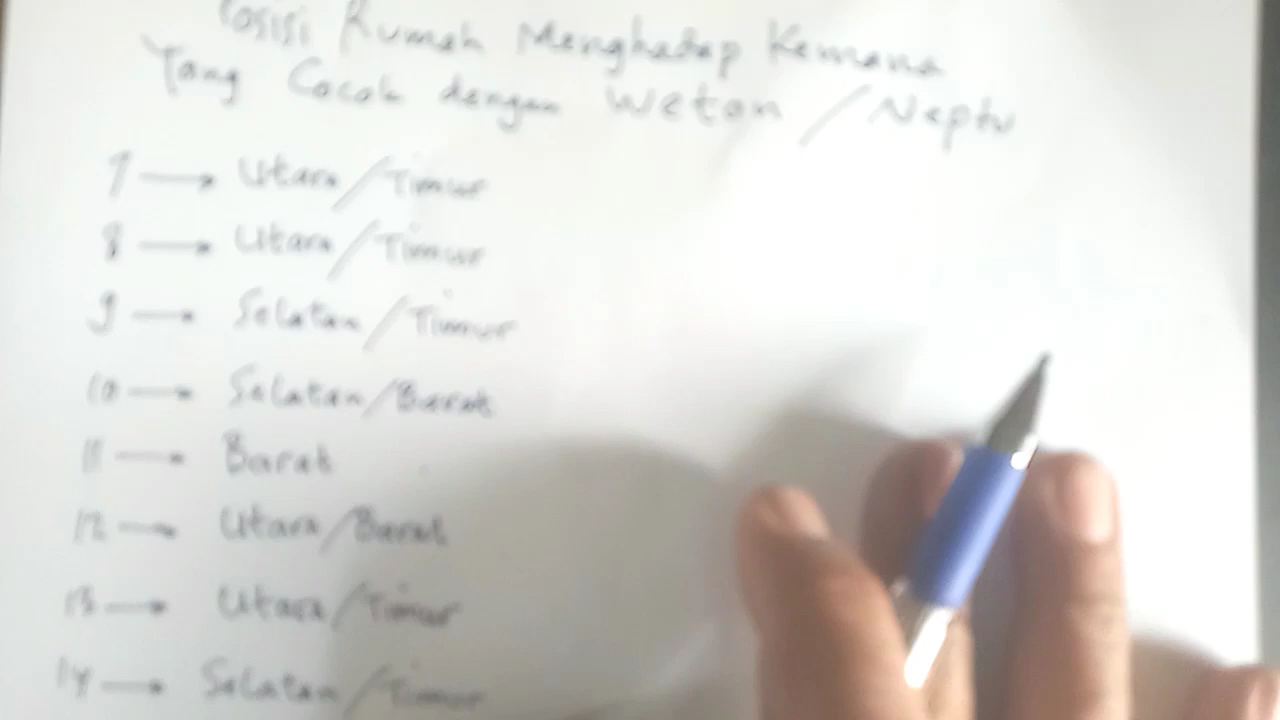 Posisi Rumah Menghadap Kemana
Yang Cocok dengan Weton / Neptu
7 → Utara / Timur
8 → Utara / Timur
9 → Selatan / Timur
10 → Selatan / Barat
11 → Barat
12 → Utara / Barat
13 → Utara / Timur
14 → Selatan / Timur